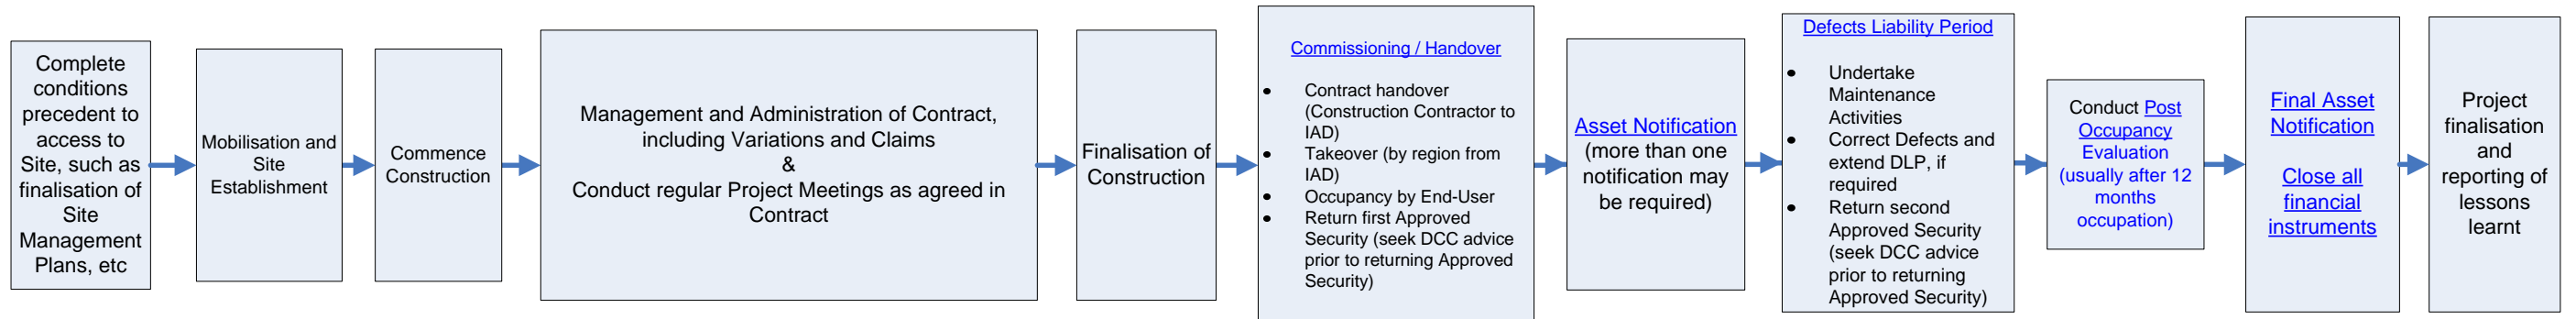 Complete
conditions
precedent to
access to
Site, such as
finalisation of
Site
Management
Plans, etc
Mobilisation and
Site
Establishment
Commence
Construction
Management and Administration of Contract,
including Variations and Claims
&
Conduct regular Project Meetings as agreed in
Contract
Finalisation of
Construction
Commissioning / Handover
• Contract handover
(Construction Contractor to
IAD)
• Takeover (by region from
IAD)
• Occupancy by End-User
• Return first Approved
Security (seek DCC advice
prior to returning Approved
Security)
Asset Notification
(more than one
notification may
be required)
Defects Liability Period
• Undertake
Maintenance
Activities
• Correct Defects and
extend DLP, if
required
• Return second
Approved Security
(seek DCC advice
prior to returning
Approved Security)
Conduct Post
Occupancy
Evaluation
(usually after 12
months
occupation)
Final Asset
Notification
Close all
financial
instruments
Project
finalisation
and
reporting of
lessons
learnt